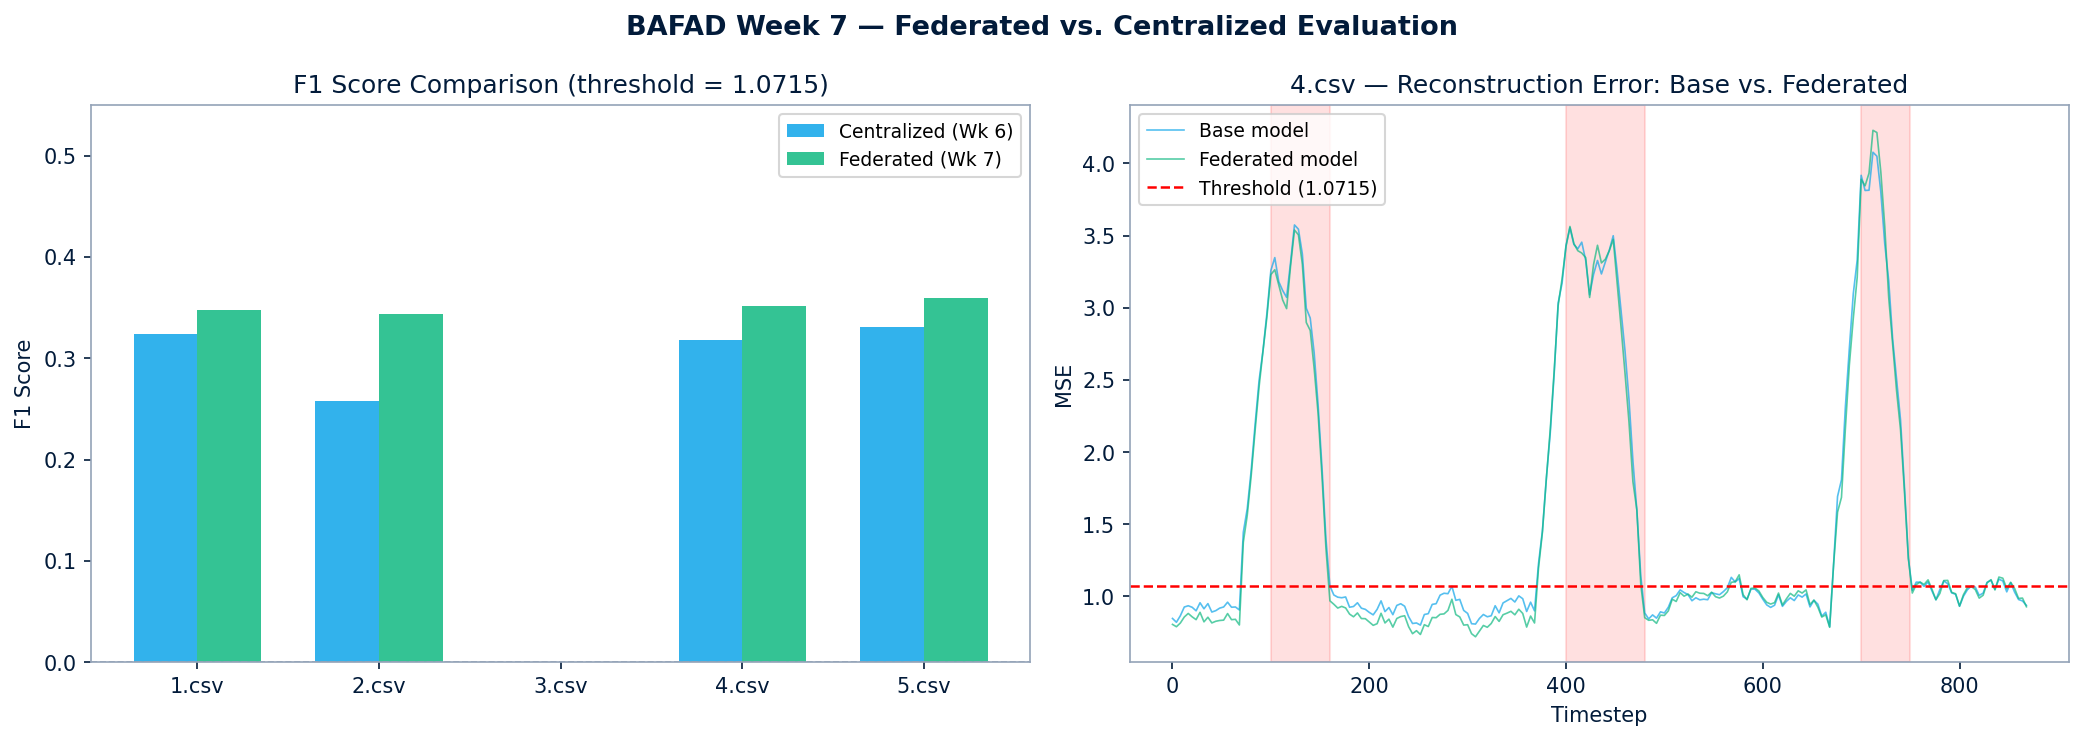 BAFAD Week 7 — Federated vs. Centralized Evaluation
F1 Score Comparison (threshold = 1.0715)
Centralized (Wk 6)
Federated (Wk 7)
F1 Score
0.5
0.4
0.3
0.2
0.1
0.0
1.csv
2.csv
3.csv
4.csv
5.csv
4.csv — Reconstruction Error: Base vs. Federated
Base model
Federated model
Threshold (1.0715)
MSE
4.0
3.5
3.0
2.5
2.0
1.5
1.0
0
200
400
600
800
Timestep